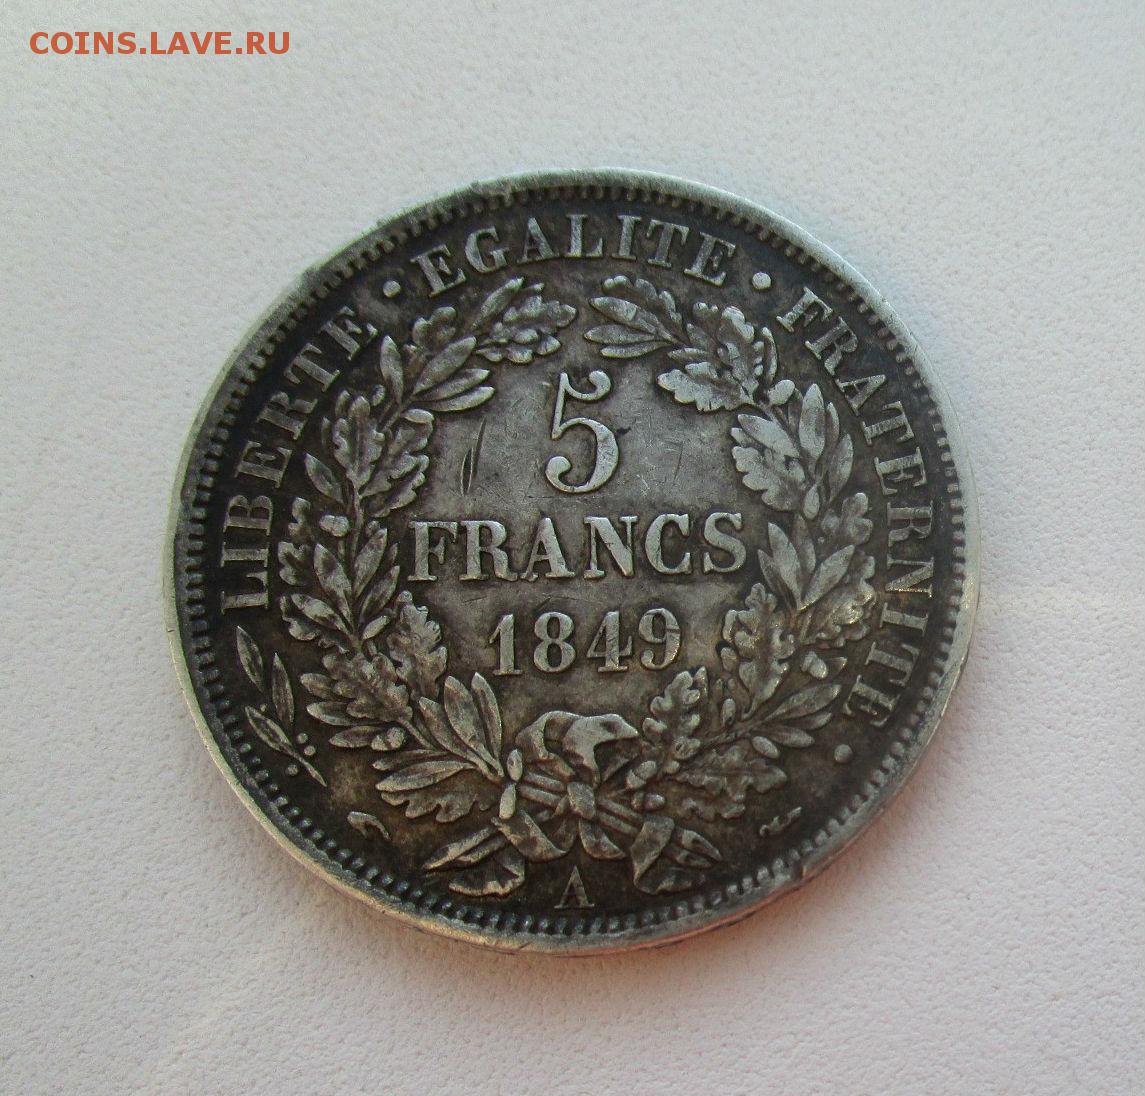 COINS.LAVE.RU
LIBERTE • EGALITE • FRATERNITE •
5
FRANCS
1849
A